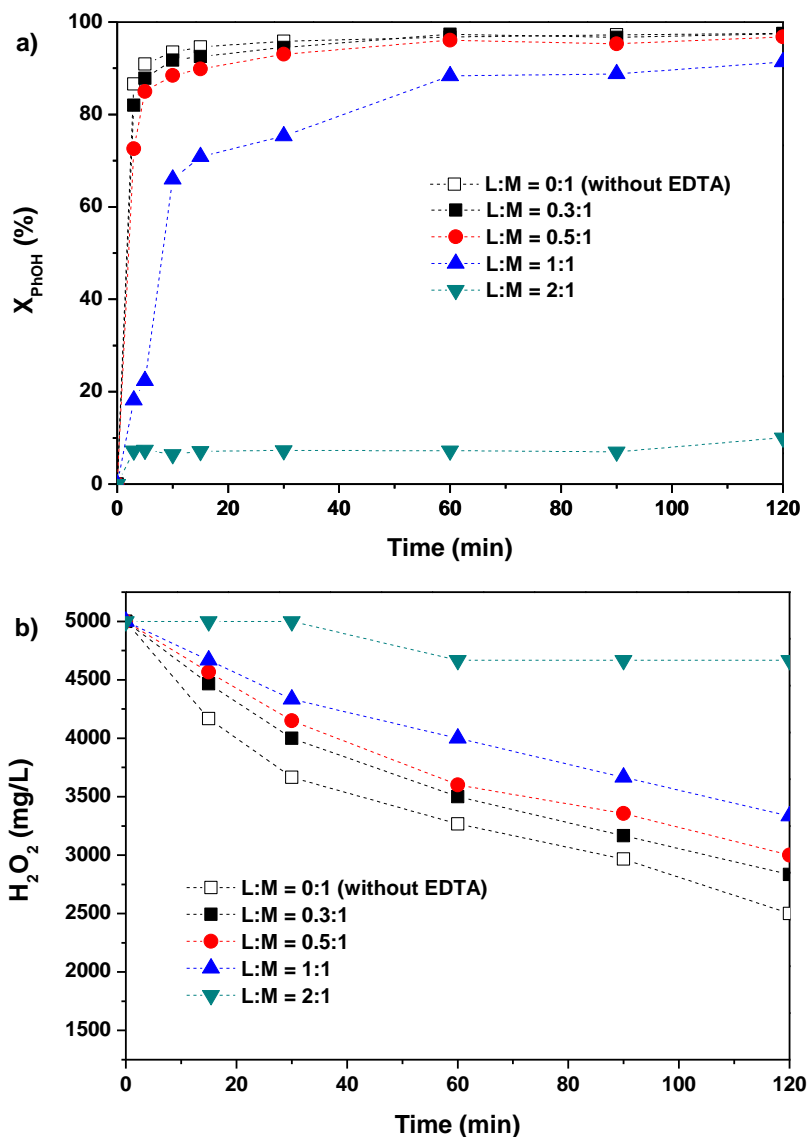 a)
100
80
60
40
20
0
X_PhOH (%)
L:M = 0:1 (without EDTA)
L:M = 0.3:1
L:M = 0.5:1
L:M = 1:1
L:M = 2:1
0 20 40 60 80 100 120
Time (min)
b)
5000
4500
4000
3500
3000
2500
2000
1500
H₂O₂ (mg/L)
L:M = 0:1 (without EDTA)
L:M = 0.3:1
L:M = 0.5:1
L:M = 1:1
L:M = 2:1
0 20 40 60 80 100 120
Time (min)